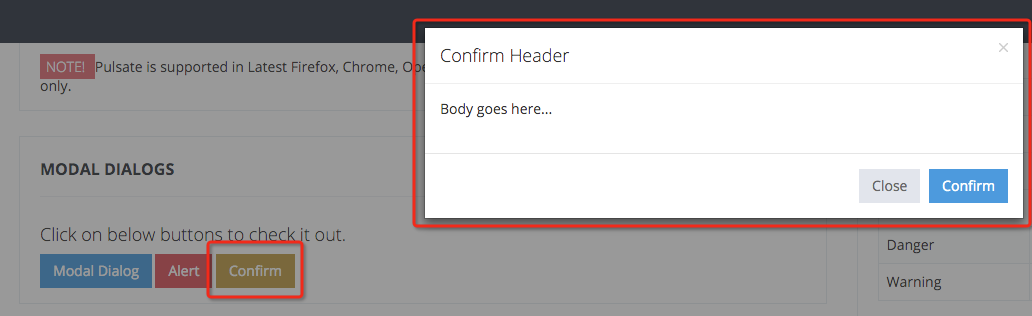 NOTE! Pulsate is supported in Latest Firefox, Chrome, Ope
only.
MODAL DIALOGS
Click on below buttons to check it out.
Modal Dialog Alert Confirm
Confirm Header ×
Body goes here...
Close Confirm
Danger
Warning